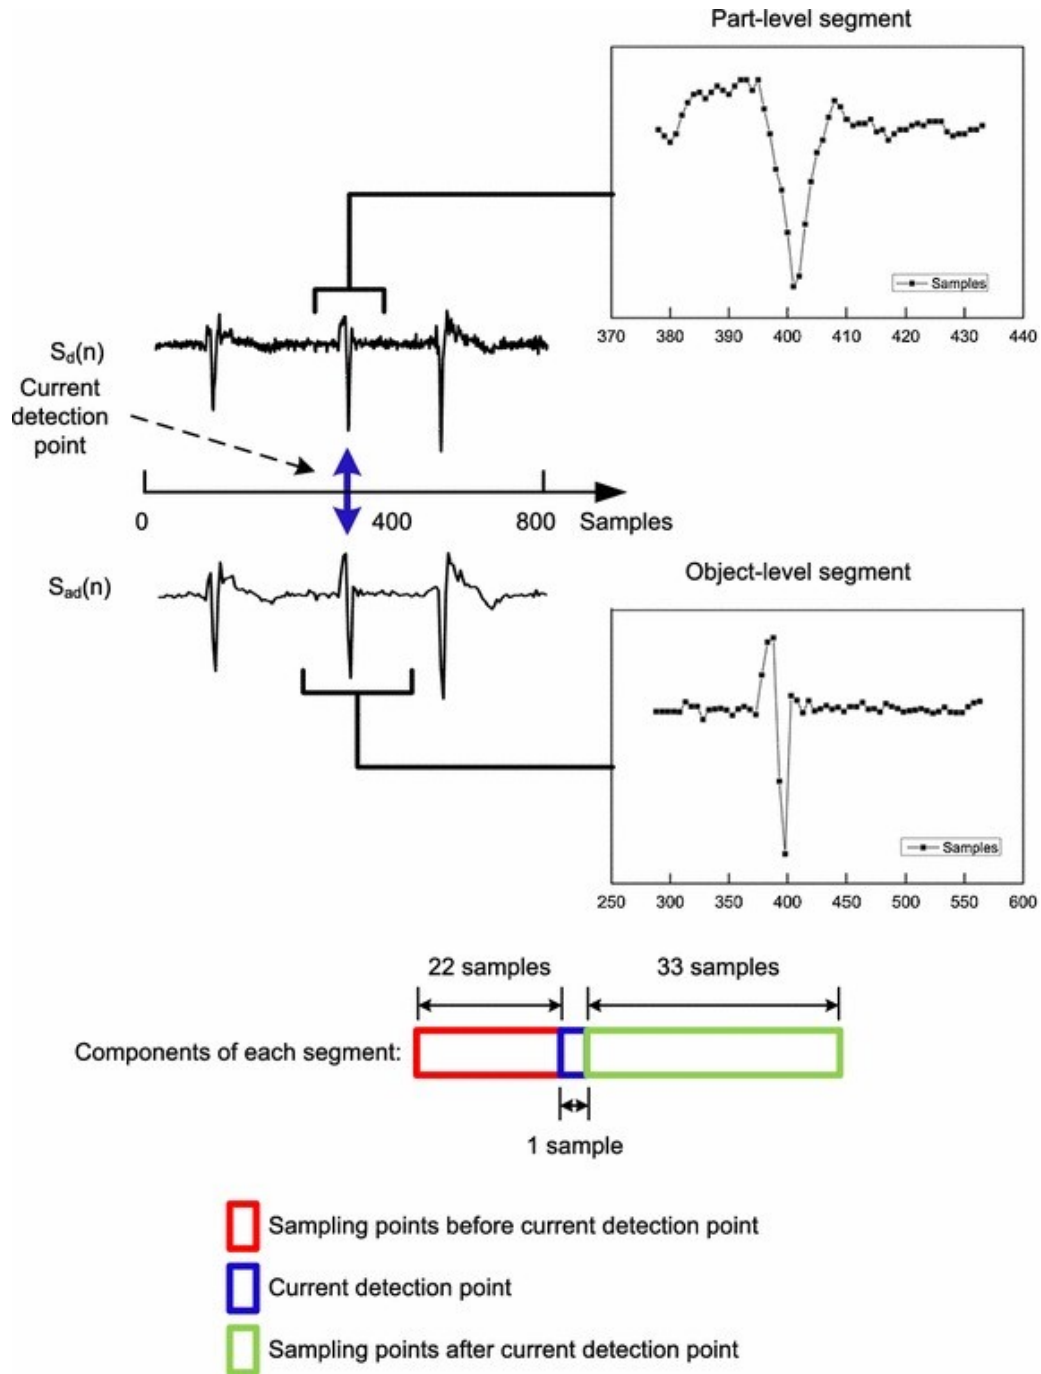 Part-level segment
Samples
370 380 390 400 410 420 430 440
Sd(n)
Current
detection
point
0 400 800 Samples
Sad(n)
Object-level segment
Samples
250 300 350 400 450 500 550 600
22 samples 33 samples
Components of each segment:
1 sample
Sampling points before current detection point
Current detection point
Sampling points after current detection point